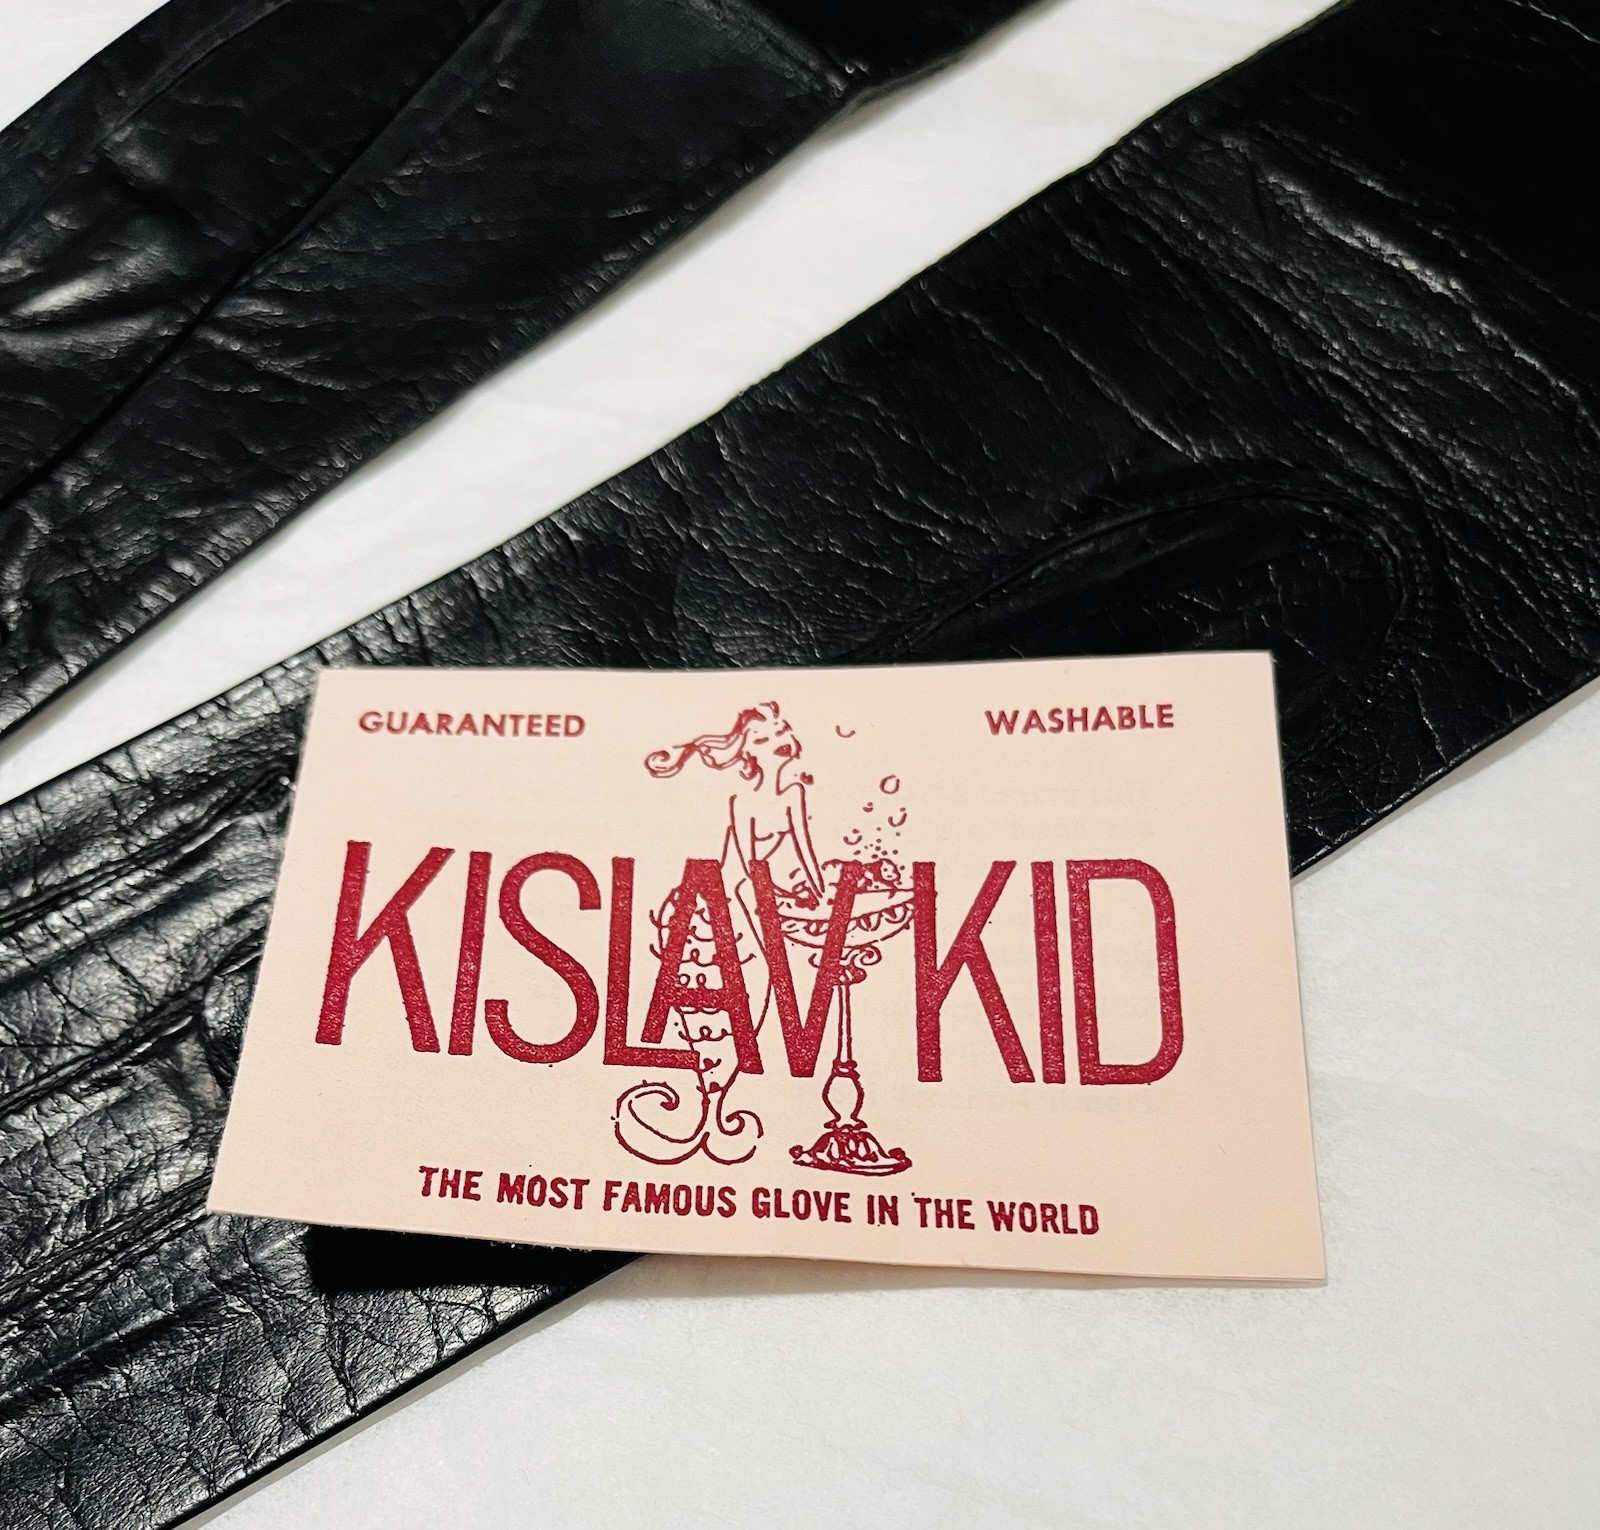 GUARANTEED
WASHABLE
KISLAV KID
THE MOST FAMOUS GLOVE IN THE WORLD